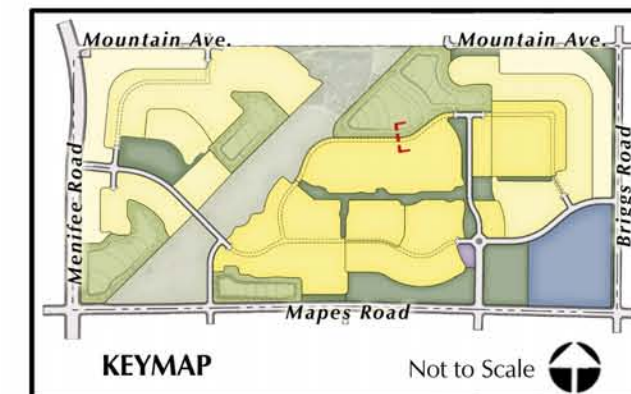 Mountain Ave.
Mountain Ave.
Menifee Road
Briggs Road
Mapes Road
KEYMAP
Not to Scale